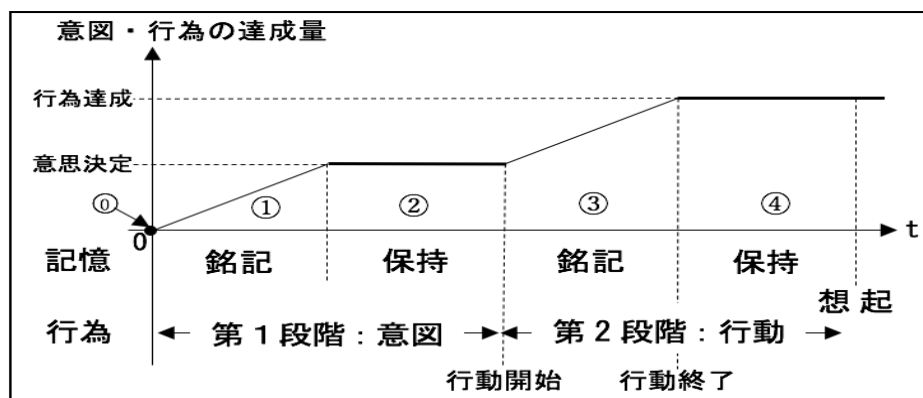 意図・行為の達成量
行為達成
意思決定
⓪ ① ② ③ ④
0 t
記憶 銘記 保持 銘記 保持
想起
行為 第1段階：意図 第2段階：行動
行動開始 行動終了